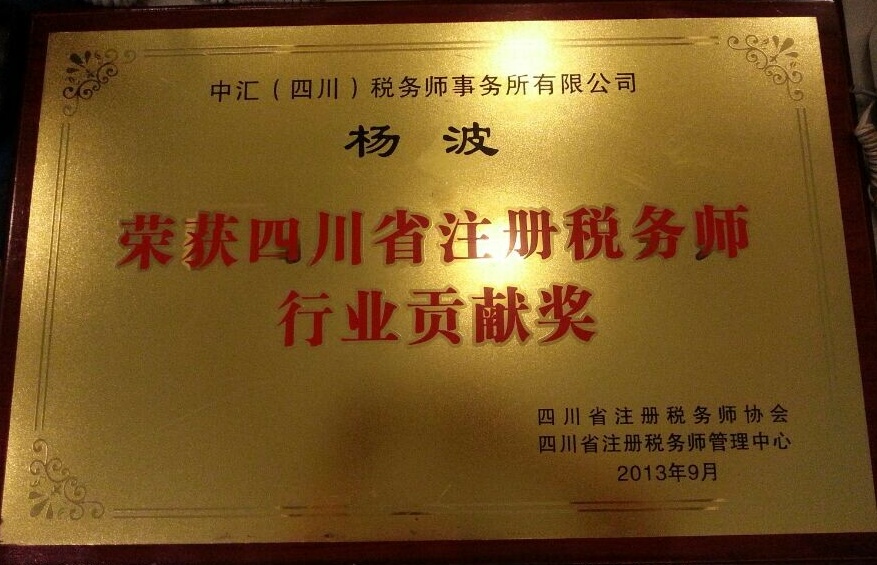 中汇（四川）税务师事务所有限公司
杨 波
荣获四川省注册税务师
行业贡献奖
四川省注册税务师协会
四川省注册税务师管理中心
2013年9月